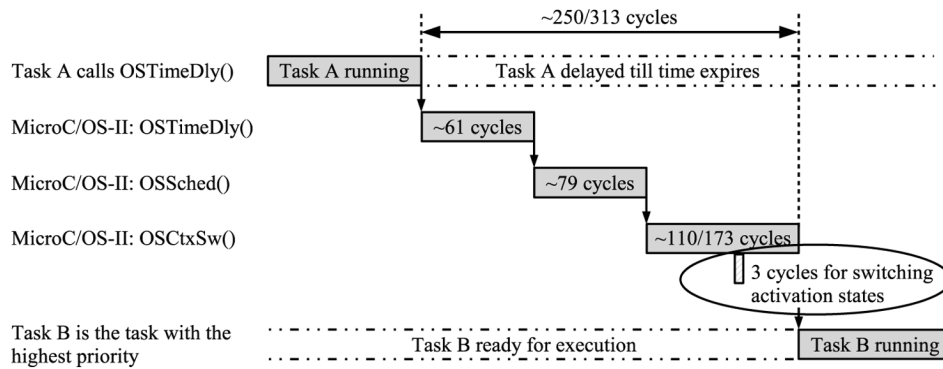 ~250/313 cycles
Task A calls OSTimeDly()
Task A running
Task A delayed till time expires
MicroC/OS-II: OSTimeDly()
~61 cycles
MicroC/OS-II: OSSched()
~79 cycles
MicroC/OS-II: OSCtxSw()
~110/173 cycles
3 cycles for switching
activation states
Task B is the task with the
highest priority
Task B ready for execution
Task B running